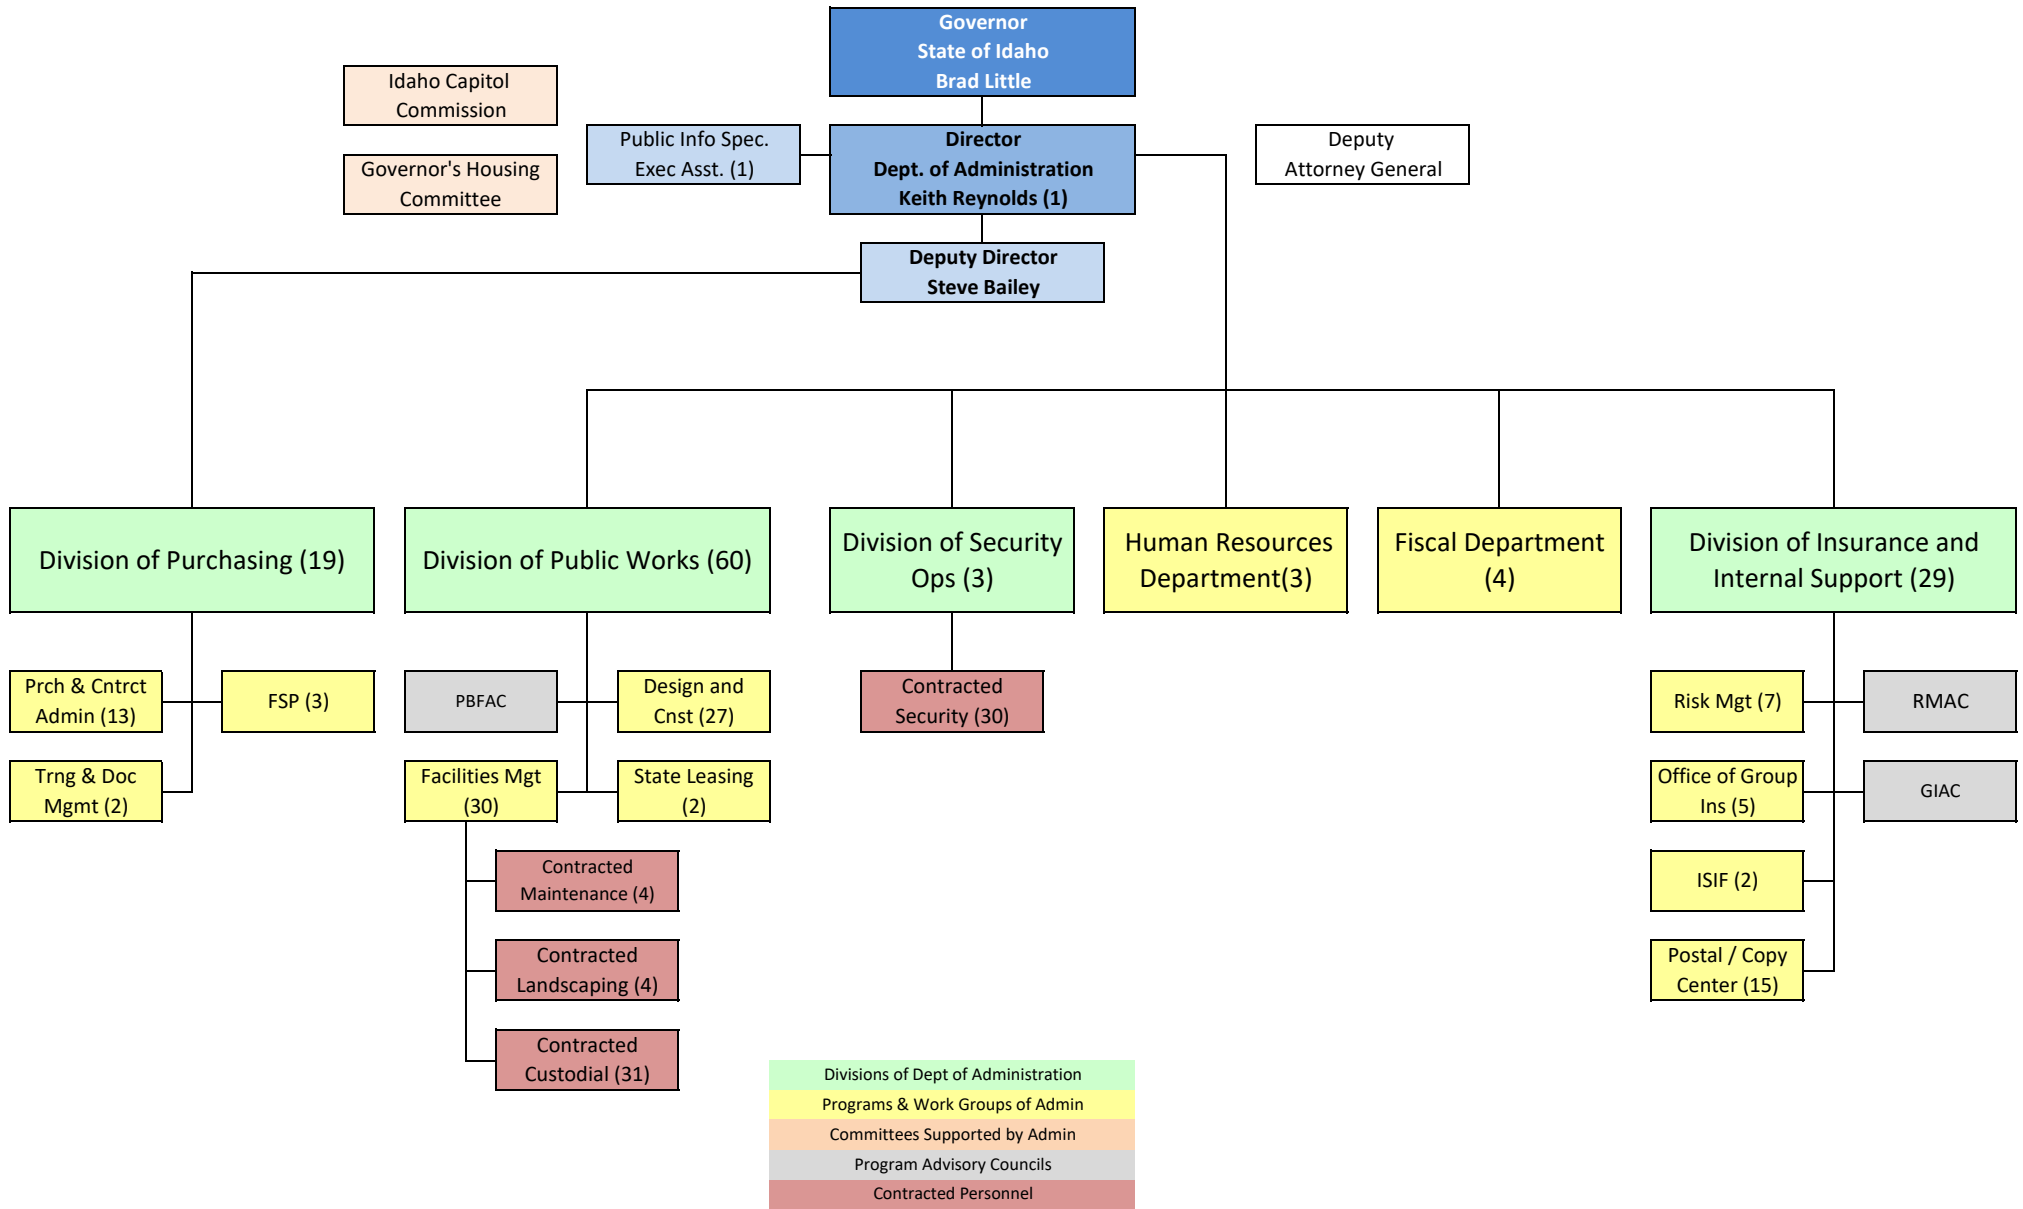 Governor
State of Idaho
Brad Little
Idaho Capitol
Commission
Public Info Spec.
Exec Asst. (1)
Director
Dept. of Administration
Keith Reynolds (1)
Deputy
Attorney General
Governor's Housing
Committee
Deputy Director
Steve Bailey
Division of Purchasing (19)
Division of Public Works (60)
Division of Security
Ops (3)
Human Resources
Department(3)
Fiscal Department
(4)
Division of Insurance and
Internal Support (29)
Prch & Cntrct
Admin (13)
FSP (3)
PBFAC
Design and
Cnst (27)
Contracted
Security (30)
Risk Mgt (7)
RMAC
Trng & Doc
Mgmt (2)
Facilities Mgt
(30)
State Leasing
(2)
Office of Group
Ins (5)
GIAC
Contracted
Maintenance (4)
ISIF (2)
Contracted
Landscaping (4)
Postal / Copy
Center (15)
Contracted
Custodial (31)
Divisions of Dept of Administration
Programs & Work Groups of Admin
Committees Supported by Admin
Program Advisory Councils
Contracted Personnel